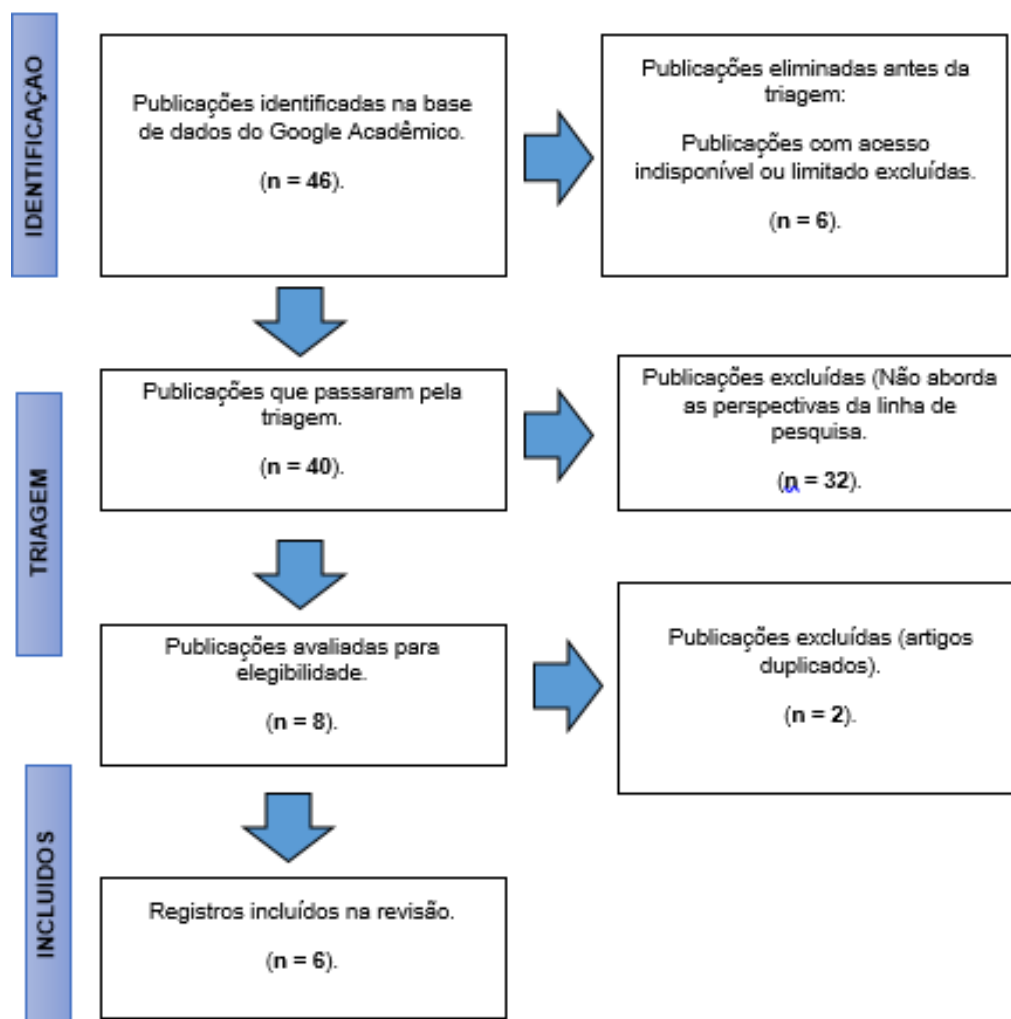 IDENTIFICAÇAO
Publicações identificadas na base
de dados do Google Acadêmico.
(n = 46).
Publicações eliminadas antes da
triagem:
Publicações com acesso
indisponível ou limitado excluídas.
(n = 6).
TRIAGEM
Publicações que passaram pela
triagem.
(n = 40).
Publicações excluídas (Não aborda
as perspectivas da linha de
pesquisa.
(n = 32).
Publicações avaliadas para
elegibilidade.
(n = 8).
Publicações excluídas (artigos
duplicados).
(n = 2).
INCLUIDOS
Registros incluídos na revisão.
(n = 6).